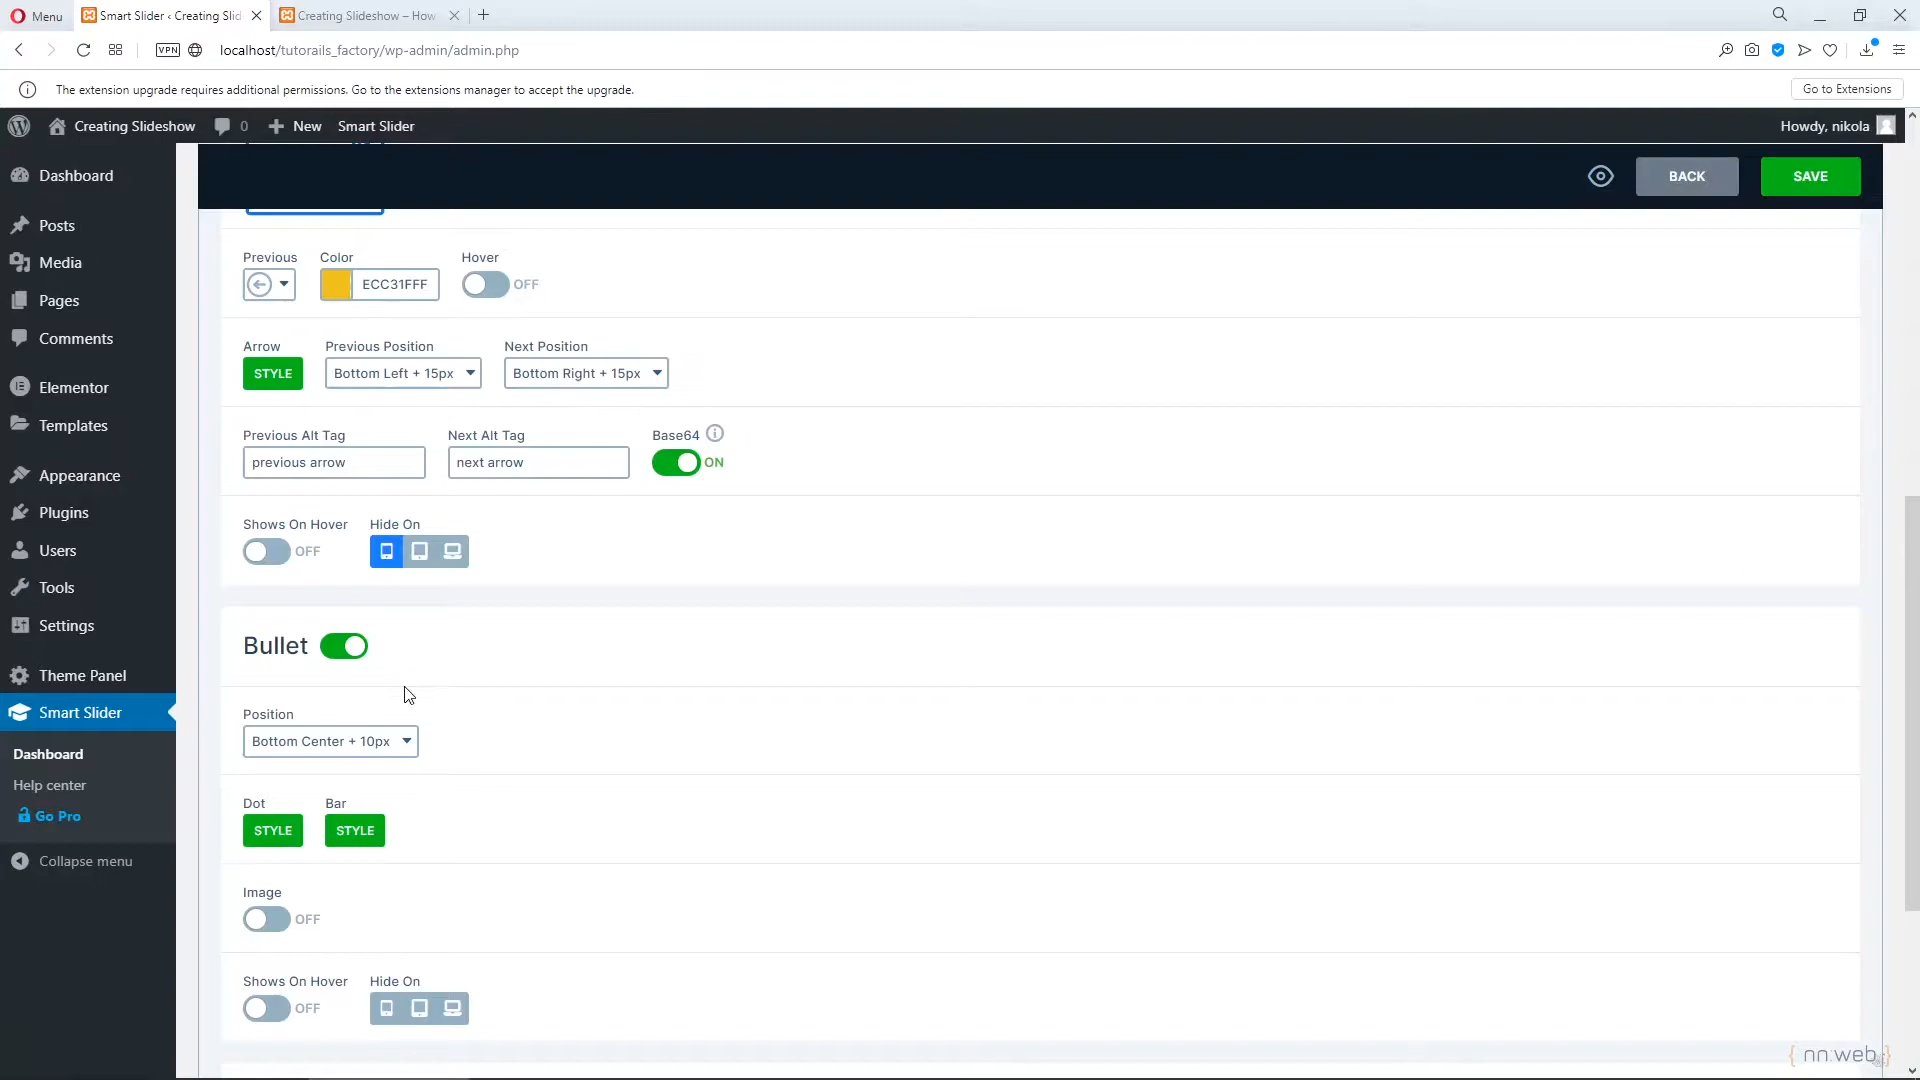 Menu
Smart Slider ‹ Creating Slid
Creating Slideshow – How
VPN
localhost/tutorails_factory/wp-admin/admin.php
The extension upgrade requires additional permissions. Go to the extensions manager to accept the upgrade.
Go to Extensions
Creating Slideshow
0
New
Smart Slider
Howdy, nikola
Dashboard
Posts
Media
Pages
Comments
Elementor
Templates
Appearance
Plugins
Users
Tools
Settings
Theme Panel
Smart Slider
Dashboard
Help center
Go Pro
Collapse menu
BACK
SAVE
Previous
Color
Hover
ECC31FFF
OFF
Arrow
Previous Position
Next Position
STYLE
Bottom Left + 15px
Bottom Right + 15px
Previous Alt Tag
Next Alt Tag
Base64
previous arrow
next arrow
ON
Shows On Hover
Hide On
OFF
Bullet
Position
Bottom Center + 10px
Dot
Bar
STYLE
STYLE
Image
OFF
Shows On Hover
Hide On
OFF
{ nn:web }